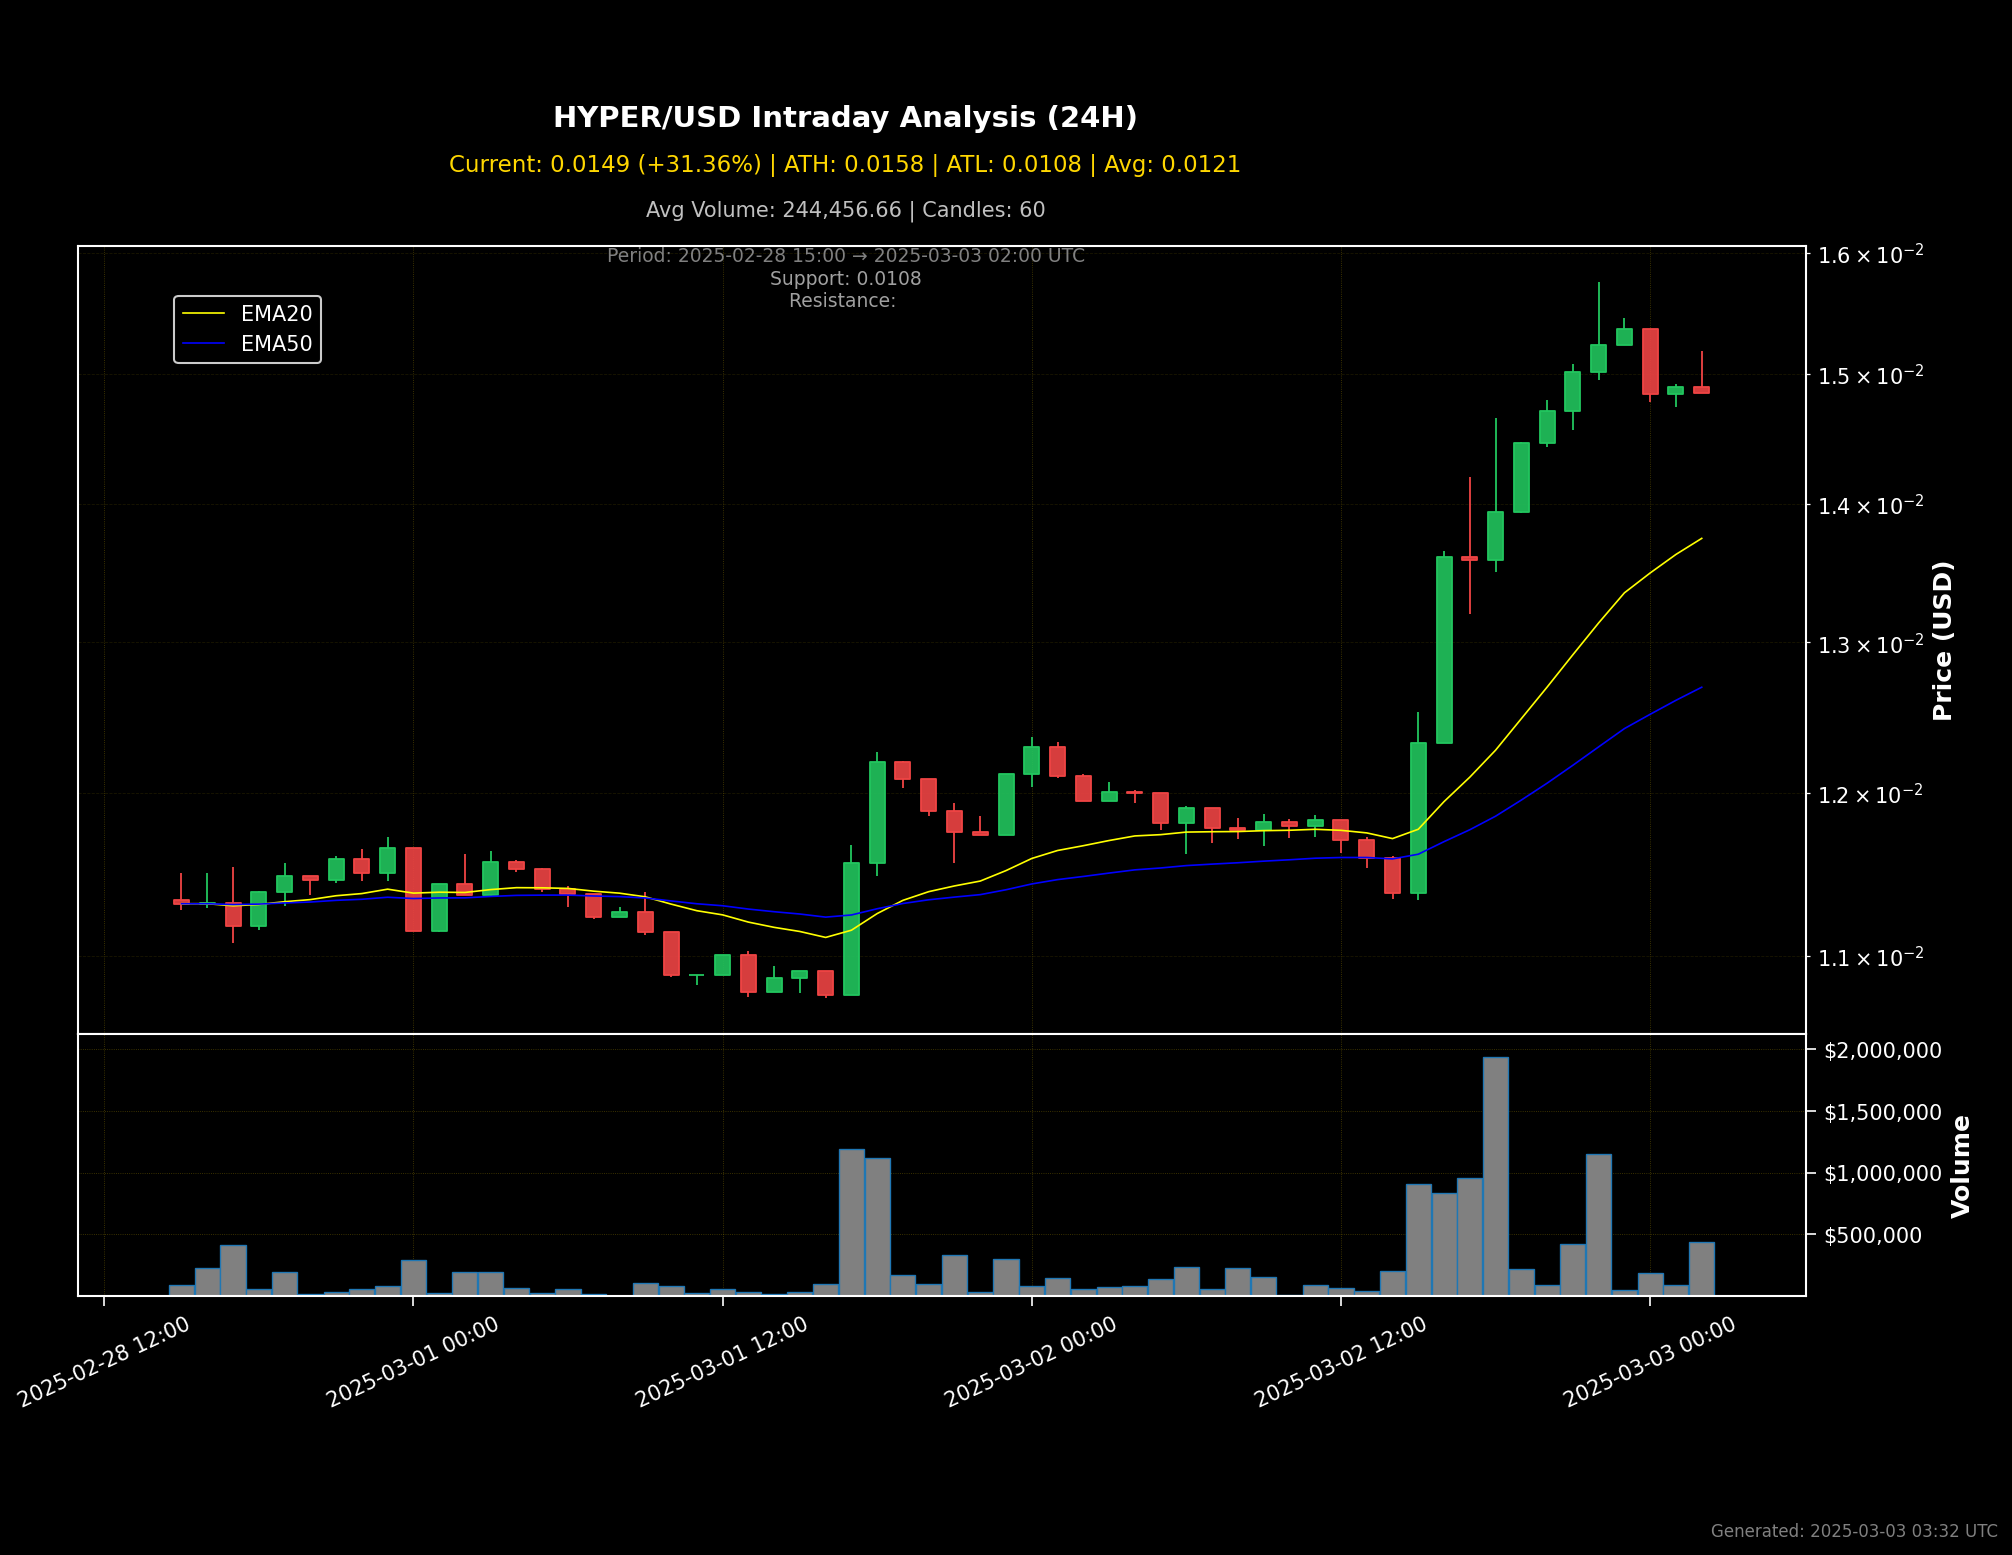 HYPER/USD Intraday Analysis (24H)
Current: 0.0149 (+31.36%) | ATH: 0.0158 | ATL: 0.0108 | Avg: 0.0121
Avg Volume: 244,456.66 | Candles: 60
Period: 2025-02-28 15:00 → 2025-03-03 02:00 UTC
Support: 0.0108
Resistance:
EMA20
EMA50
1.6 × 10⁻²
1.5 × 10⁻²
1.4 × 10⁻²
1.3 × 10⁻²
1.2 × 10⁻²
1.1 × 10⁻²
Price (USD)
$2,000,000
$1,500,000
$1,000,000
$500,000
Volume
2025-02-28 12:00
2025-03-01 00:00
2025-03-01 12:00
2025-03-02 00:00
2025-03-02 12:00
2025-03-03 00:00
Generated: 2025-03-03 03:32 UTC